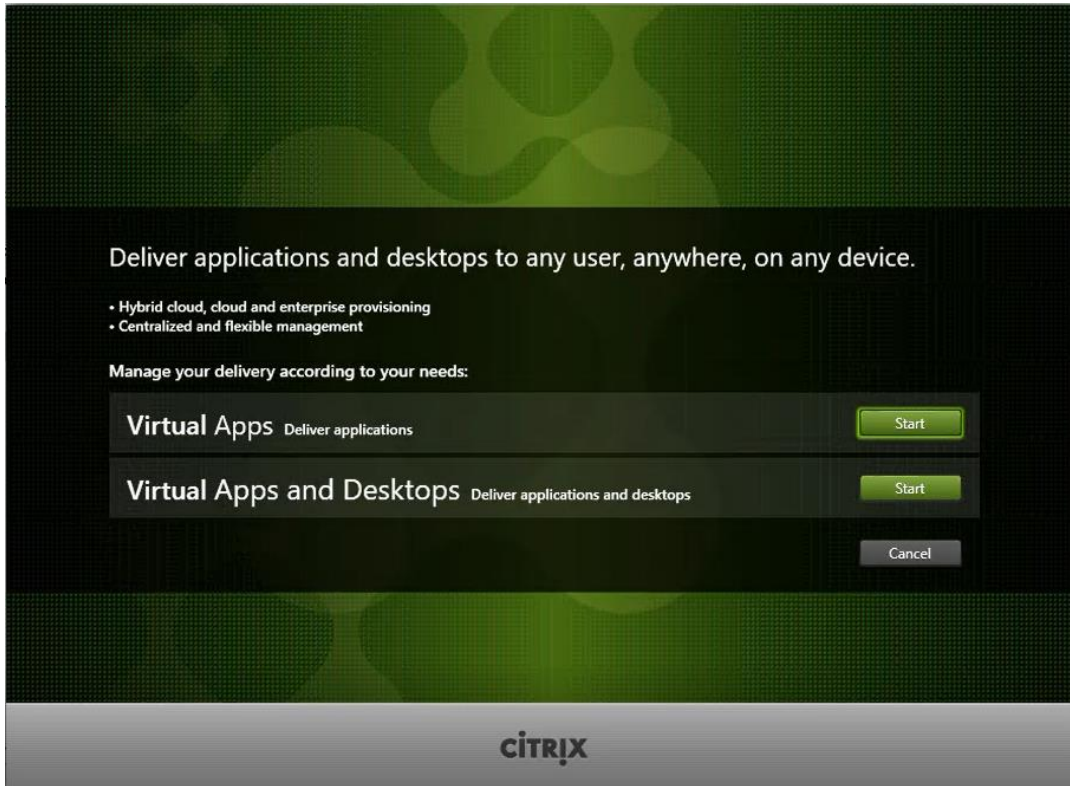 Deliver applications and desktops to any user, anywhere, on any device.
• Hybrid cloud, cloud and enterprise provisioning
• Centralized and flexible management
Manage your delivery according to your needs:
Virtual Apps Deliver applications Start
Virtual Apps and Desktops Deliver applications and desktops Start
Cancel
CITRIX